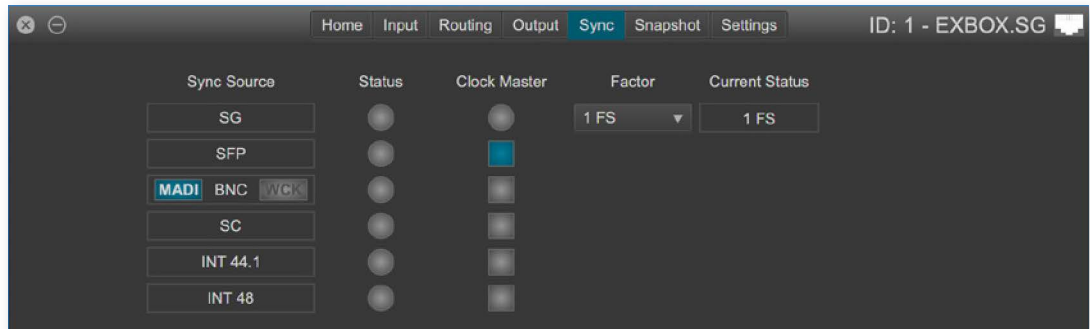 Home Input Routing Output Sync Snapshot Settings ID: 1 - EXBOX.SG
Sync Source Status Clock Master Factor Current Status
SG 1 FS 1 FS
SFP
MADI BNC WCK
SC
INT 44.1
INT 48